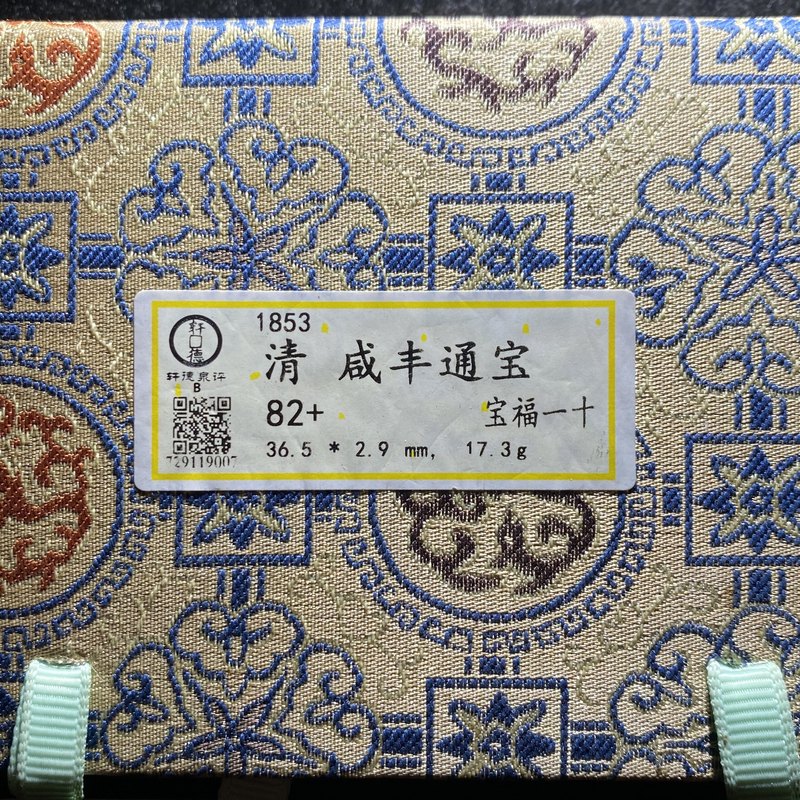 轩德
轩德泉评
B
729119007
1853
清 咸丰通宝
82+ 宝福一十
36.5 * 2.9 mm, 17.3g